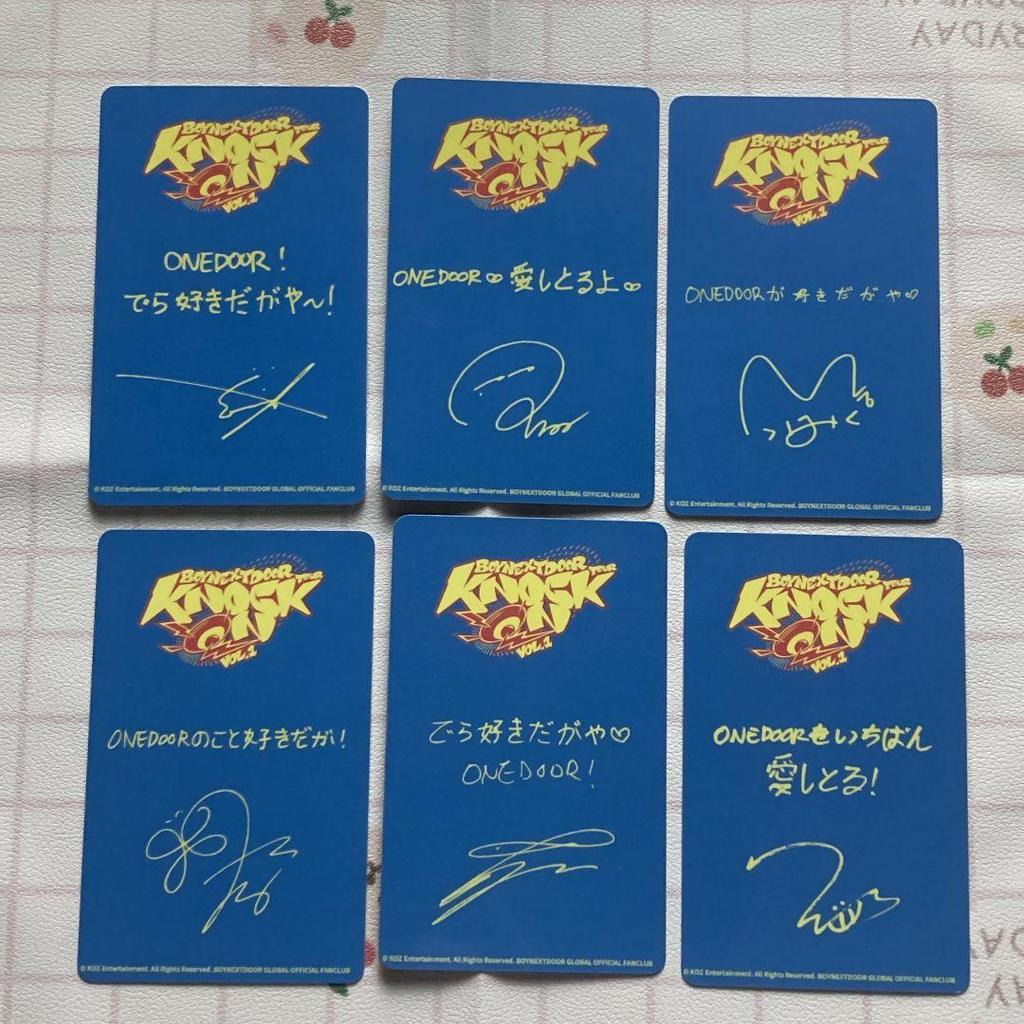 RYDAY
BOYNEXTDOOR TOUR
KNOCK
ON
VOL.1
ONEDOOR!
でら好きだがや〜!
© KOZ Entertainment. All Rights Reserved. BOYNEXTDOOR GLOBAL OFFICIAL FANCLUB
BOYNEXTDOOR TOUR
KNOCK
ON
VOL.1
ONEDOOR♡愛しとるよ♡
© KOZ Entertainment. All Rights Reserved. BOYNEXTDOOR GLOBAL OFFICIAL FANCLUB
BOYNEXTDOOR TOUR
KNOCK
ON
VOL.1
ONEDOORが好きだがや♡
© KOZ Entertainment. All Rights Reserved. BOYNEXTDOOR GLOBAL OFFICIAL FANCLUB
BOYNEXTDOOR TOUR
KNOCK
ON
VOL.1
ONEDOORのこと好きだが!
© KOZ Entertainment. All Rights Reserved. BOYNEXTDOOR GLOBAL OFFICIAL FANCLUB
BOYNEXTDOOR TOUR
KNOCK
ON
VOL.1
でら好きだがや♡
ONEDOOR!
© KOZ Entertainment. All Rights Reserved. BOYNEXTDOOR GLOBAL OFFICIAL FANCLUB
BOYNEXTDOOR TOUR
KNOCK
ON
VOL.1
ONEDOORをいちばん
愛しとる!
© KOZ Entertainment. All Rights Reserved. BOYNEXTDOOR GLOBAL OFFICIAL FANCLUB